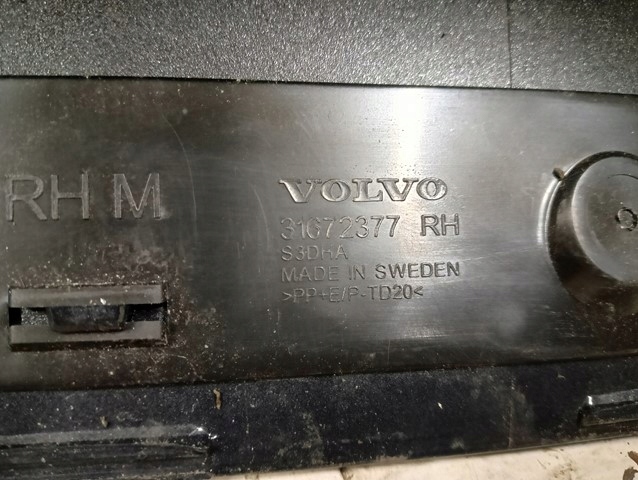 RH M
VOLVO
31672377 RH
S3DHA
MADE IN SWEDEN
>PP+E/P-TD20<